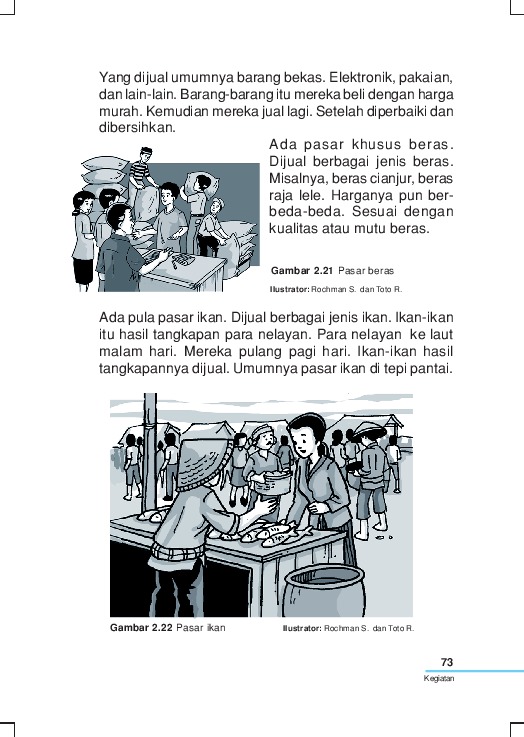 Yang dijual umumnya barang bekas. Elektronik, pakaian,
dan lain-lain. Barang-barang itu mereka beli dengan harga
murah. Kemudian mereka jual lagi. Setelah diperbaiki dan
dibersihkan.
Ada pasar khusus beras.
Dijual berbagai jenis beras.
Misalnya, beras cianjur, beras
raja lele. Harganya pun ber-
beda-beda. Sesuai dengan
kualitas atau mutu beras.
Gambar 2.21 Pasar beras
Ilustrator: Rochman S. dan Toto R.
Ada pula pasar ikan. Dijual berbagai jenis ikan. Ikan-ikan
itu hasil tangkapan para nelayan. Para nelayan ke laut
malam hari. Mereka pulang pagi hari. Ikan-ikan hasil
tangkapannya dijual. Umumnya pasar ikan di tepi pantai.
Gambar 2.22 Pasar ikan
Ilustrator: Rochman S. dan Toto R.
73
Kegiatan